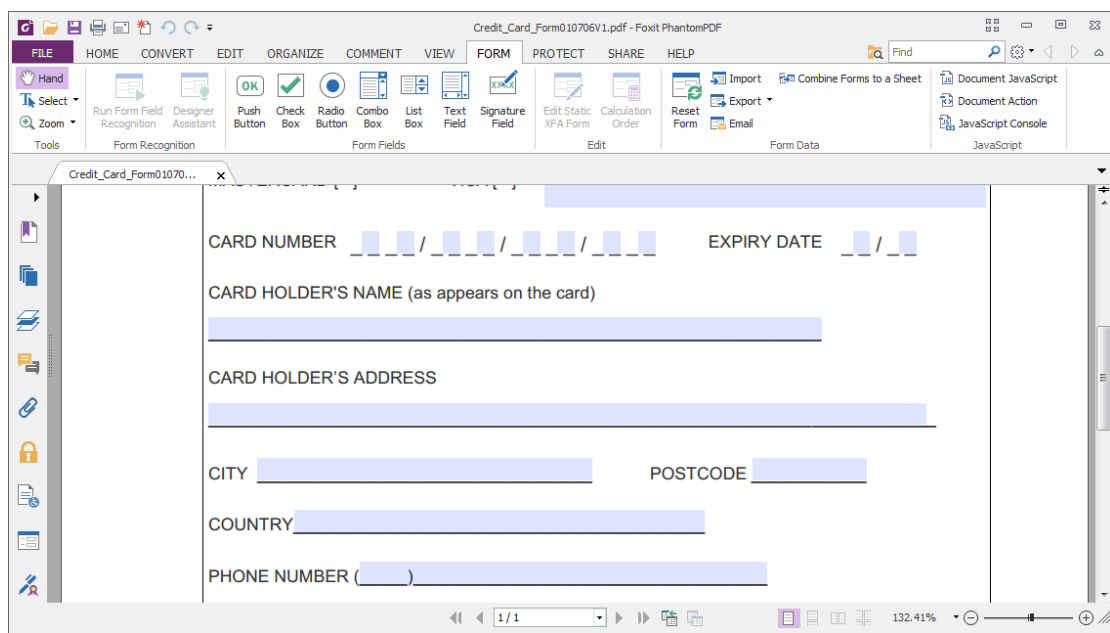 Credit_Card_Form010706V1.pdf - Foxit PhantomPDF
FILE HOME CONVERT EDIT ORGANIZE COMMENT VIEW FORM PROTECT SHARE HELP Find
Hand
Select
Zoom
Tools
Run Form Field Recognition
Designer Assistant
Form Recognition
OK
Push Button
Check Box
Radio Button
Combo Box
List Box
Text Field
Signature Field
Form Fields
Edit Static XFA Form
Calculation Order
Edit
Reset Form
Import
Export
Email
Combine Forms to a Sheet
Form Data
Document JavaScript
Document Action
JavaScript Console
JavaScript
Credit_Card_Form01070... x
CARD NUMBER _ _ _ _ / _ _ _ _ / _ _ _ _ / _ _ _ _ EXPIRY DATE _ _ / _ _
CARD HOLDER'S NAME (as appears on the card)
CARD HOLDER'S ADDRESS
CITY POSTCODE
COUNTRY
PHONE NUMBER ( )
1 / 1 132.41%